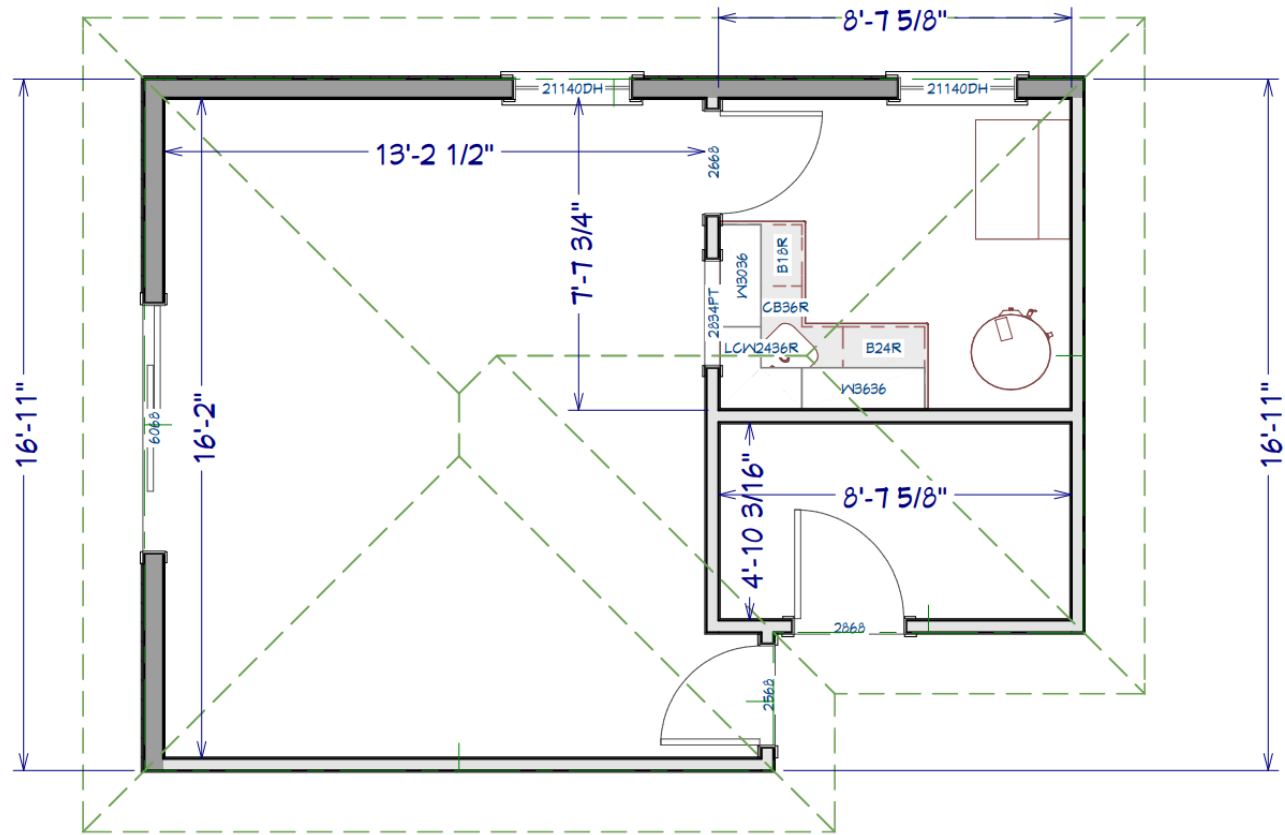 8'-7 5/8"
21140DH
21140DH
13'-2 1/2"
2668
7'-7 3/4"
W3036
B18R
CB36R
2834PT
LCW2436R
B24R
W3636
16'-11"
6068
16'-2"
16'-11"
4'-10 3/16"
8'-7 5/8"
2868
2568